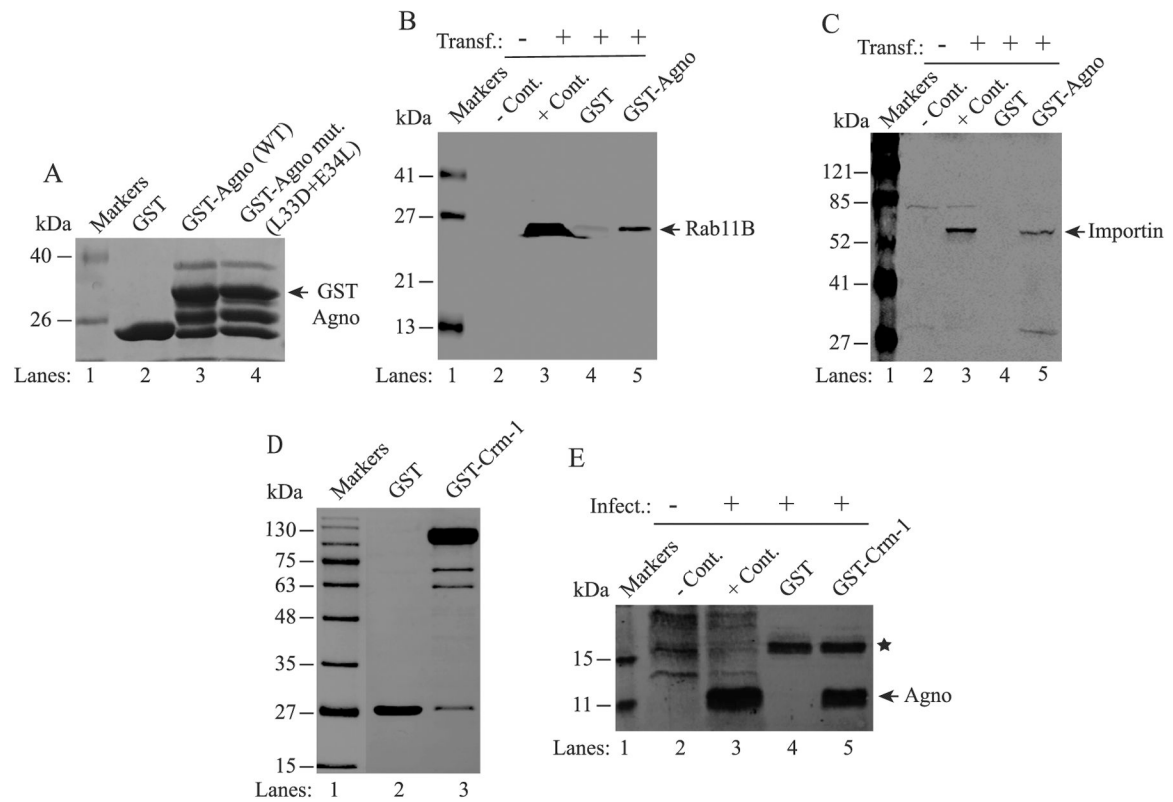 A
kDa
Markers
GST
GST-Agno (WT)
GST-Agno mut.
(L33D+E34L)
40
26
GST
Agno
Lanes: 1 2 3 4
B
Transf.: - + + +
kDa
Markers
- Cont.
+ Cont.
GST
GST-Agno
41
27
21
13
Rab11B
Lanes: 1 2 3 4 5
C
Transf.: - + + +
kDa
Markers
- Cont.
+ Cont.
GST
GST-Agno
121
85
52
41
27
Importin
Lanes: 1 2 3 4 5
D
kDa
Markers
GST
GST-Crm-1
130
75
63
48
35
27
15
Lanes: 1 2 3
E
Infect.: - + + +
kDa
Markers
- Cont.
+ Cont.
GST
GST-Crm-1
15
11
★
Agno
Lanes: 1 2 3 4 5